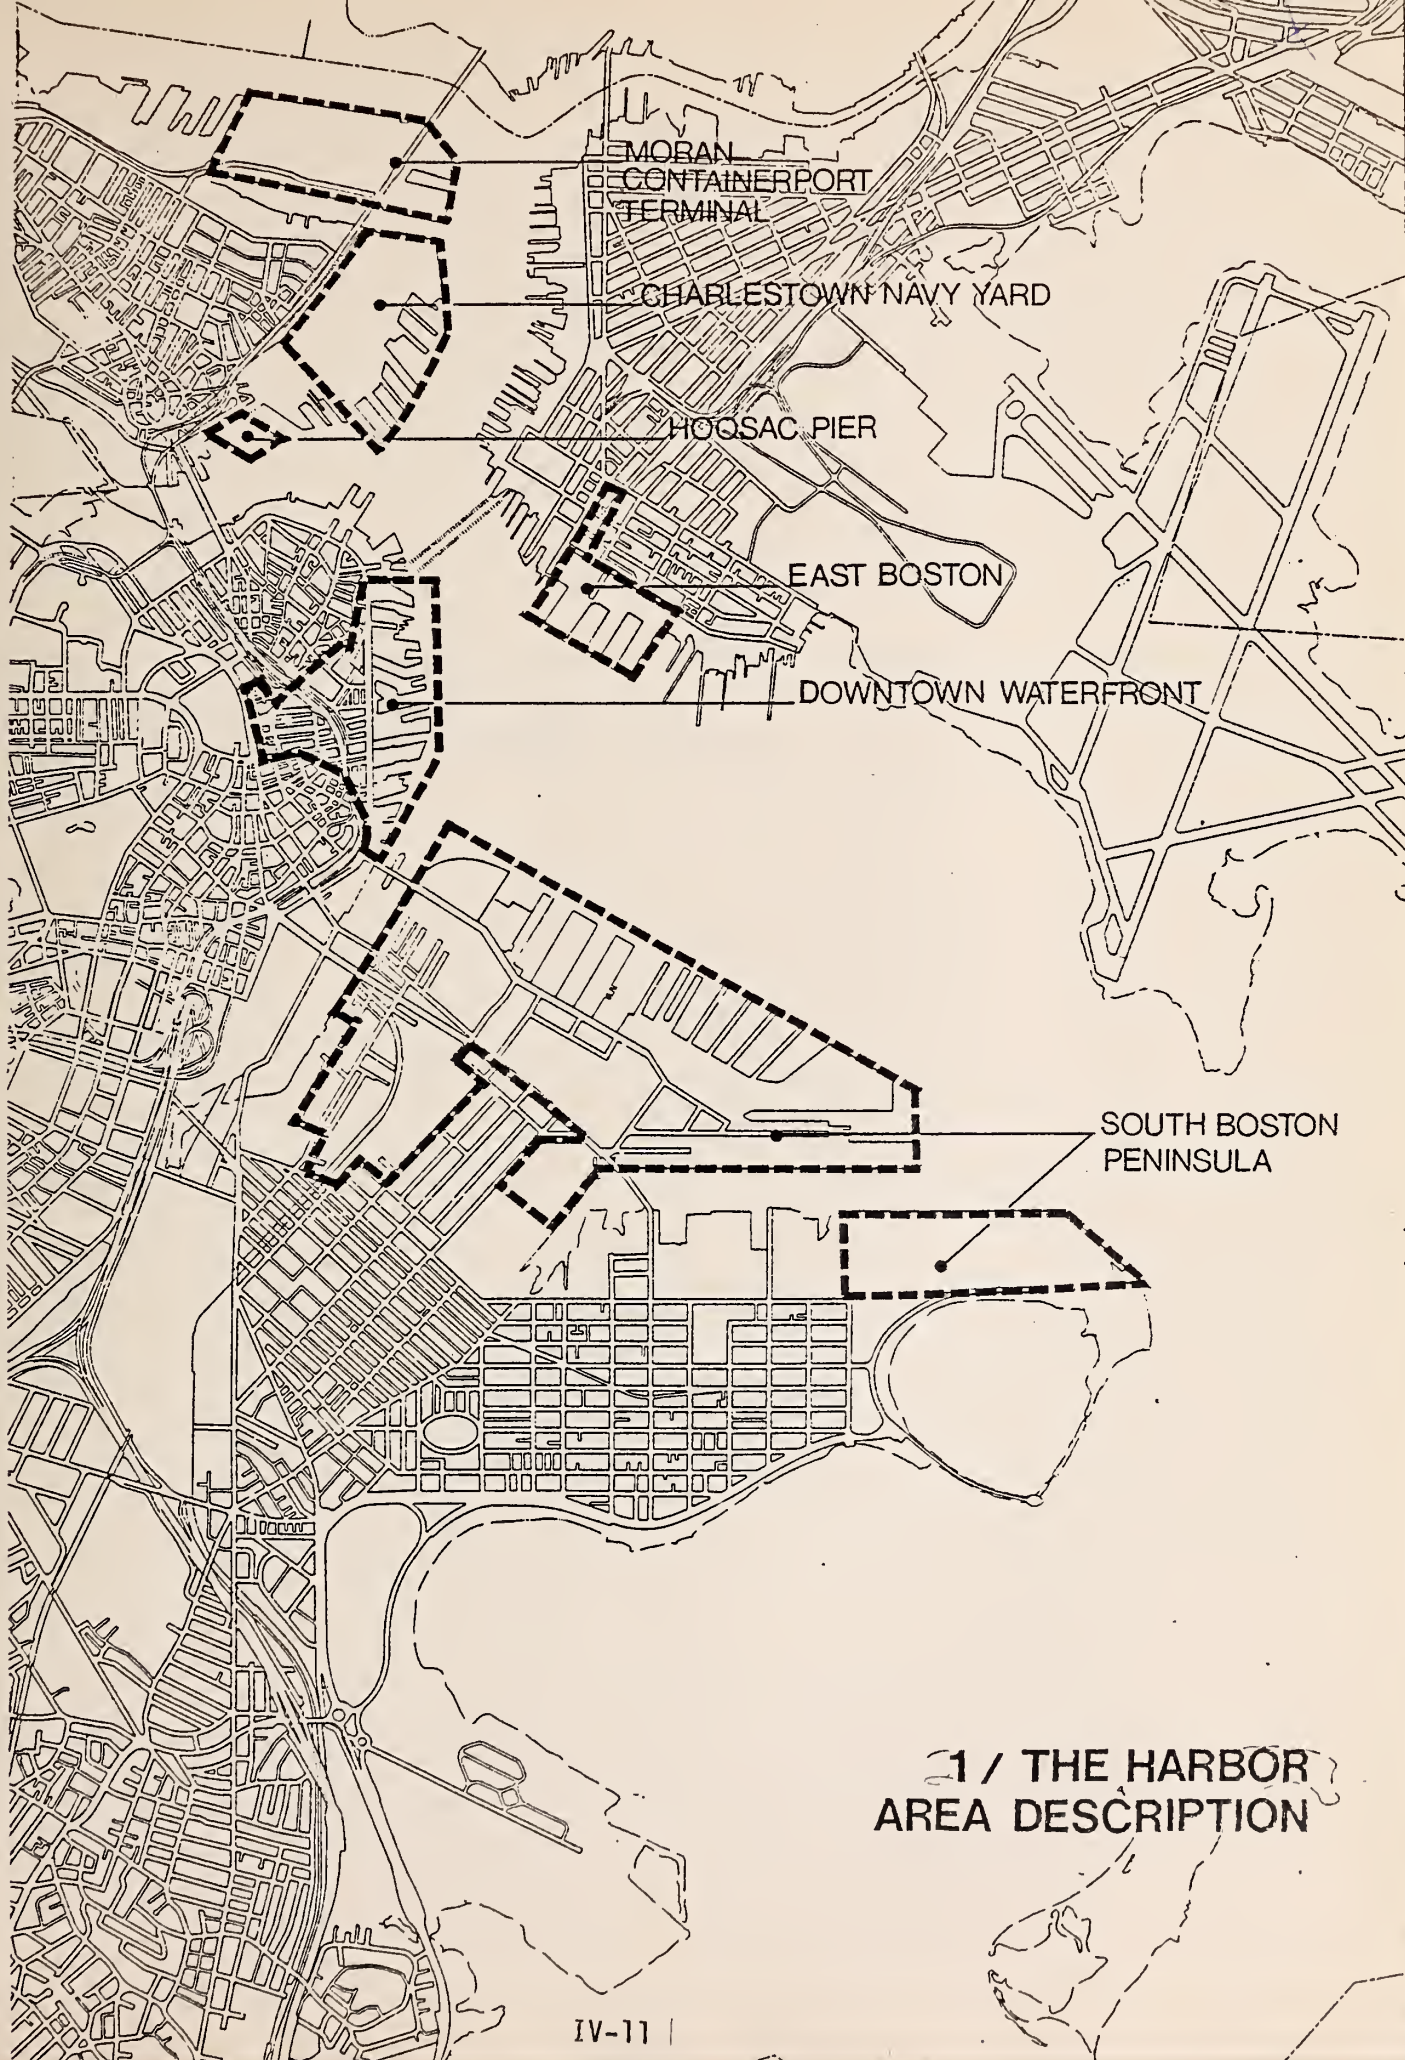 MORAN
CONTAINERPORT
TERMINAL
CHARLESTOWN NAVY YARD
HOOSAC PIER
EAST BOSTON
DOWNTOWN WATERFRONT
SOUTH BOSTON
PENINSULA
1 / THE HARBOR
AREA DESCRIPTION
IV-11